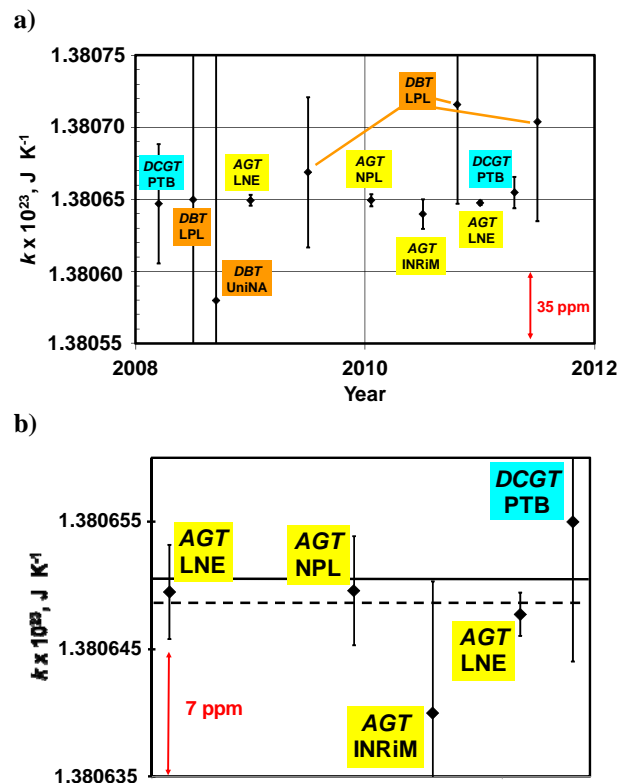 a)
1.38075
1.38070
1.38065
1.38060
1.38055
k x 10²³, J K⁻¹
DBT
LPL
DCGT
PTB
AGT
LNE
AGT
NPL
DCGT
PTB
DBT
LPL
AGT
INRiM
AGT
LNE
DBT
UniNA
35 ppm
2008
2010
2012
Year
b)
1.380655
1.380645
1.380635
k x 10²³, J K⁻¹
DCGT
PTB
AGT
LNE
AGT
NPL
AGT
LNE
7 ppm
AGT
INRiM